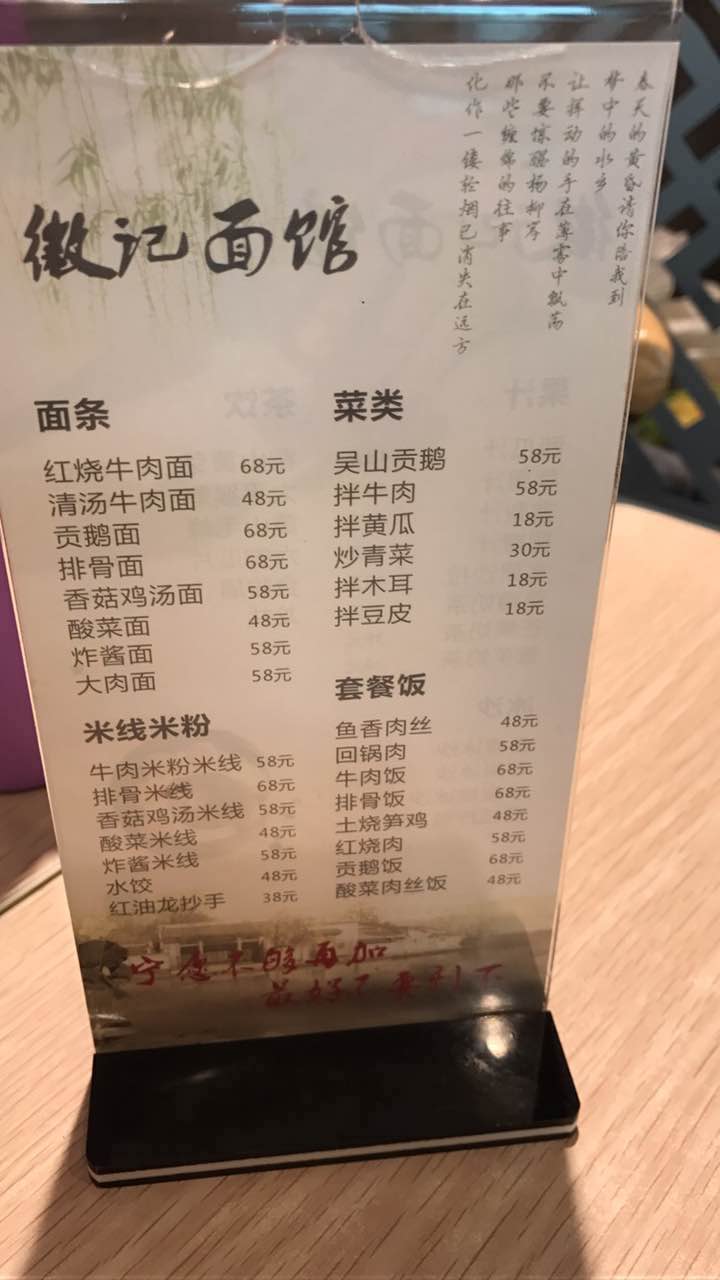 徽记面馆
春天的黄昏请你陪我到
梦中的水乡
让挥动的手在薄雾中飘荡
不要惊醒杨柳岸
那些缠绵的往事
化作一缕轻烟已消失在远方
面条
红烧牛肉面 68元
清汤牛肉面 48元
贡鹅面 68元
排骨面 68元
香菇鸡汤面 58元
酸菜面 48元
炸酱面 58元
大肉面 58元
米线米粉
牛肉米粉米线 58元
排骨米线 68元
香菇鸡汤米线 58元
酸菜米线 48元
炸酱米线 58元
水饺 48元
红油龙抄手 38元
菜类
吴山贡鹅 58元
拌牛肉 58元
拌黄瓜 18元
炒青菜 30元
拌木耳 18元
拌豆皮 18元
套餐饭
鱼香肉丝 48元
回锅肉 58元
牛肉饭 68元
排骨饭 68元
土烧笋鸡 48元
红烧肉 58元
贡鹅饭 68元
酸菜肉丝饭 48元
宁愿不够再加
最好不要剩下